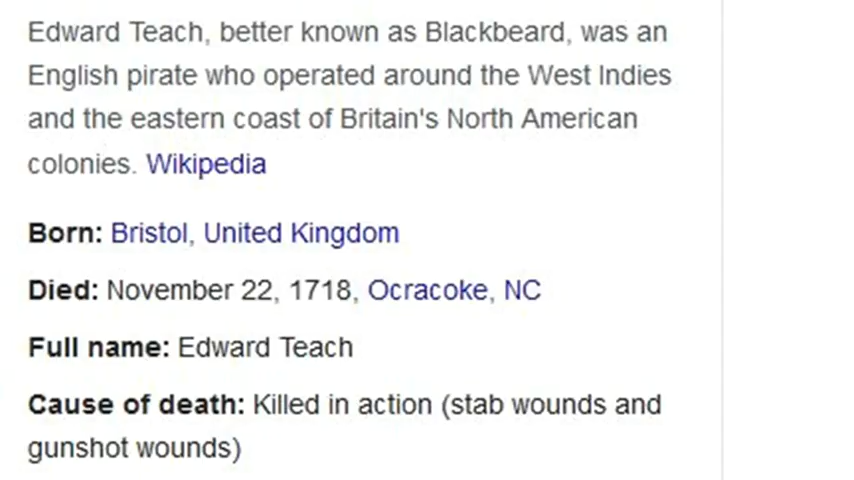 Edward Teach, better known as Blackbeard, was an
English pirate who operated around the West Indies
and the eastern coast of Britain's North American
colonies. Wikipedia
Born: Bristol, United Kingdom
Died: November 22, 1718, Ocracoke, NC
Full name: Edward Teach
Cause of death: Killed in action (stab wounds and
gunshot wounds)